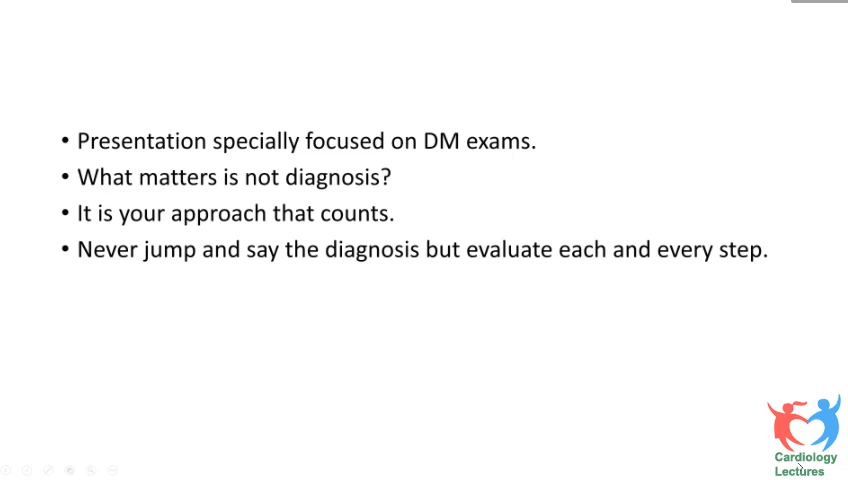 • Presentation specially focused on DM exams.
• What matters is not diagnosis?
• It is your approach that counts.
• Never jump and say the diagnosis but evaluate each and every step.
Cardiology
Lectures